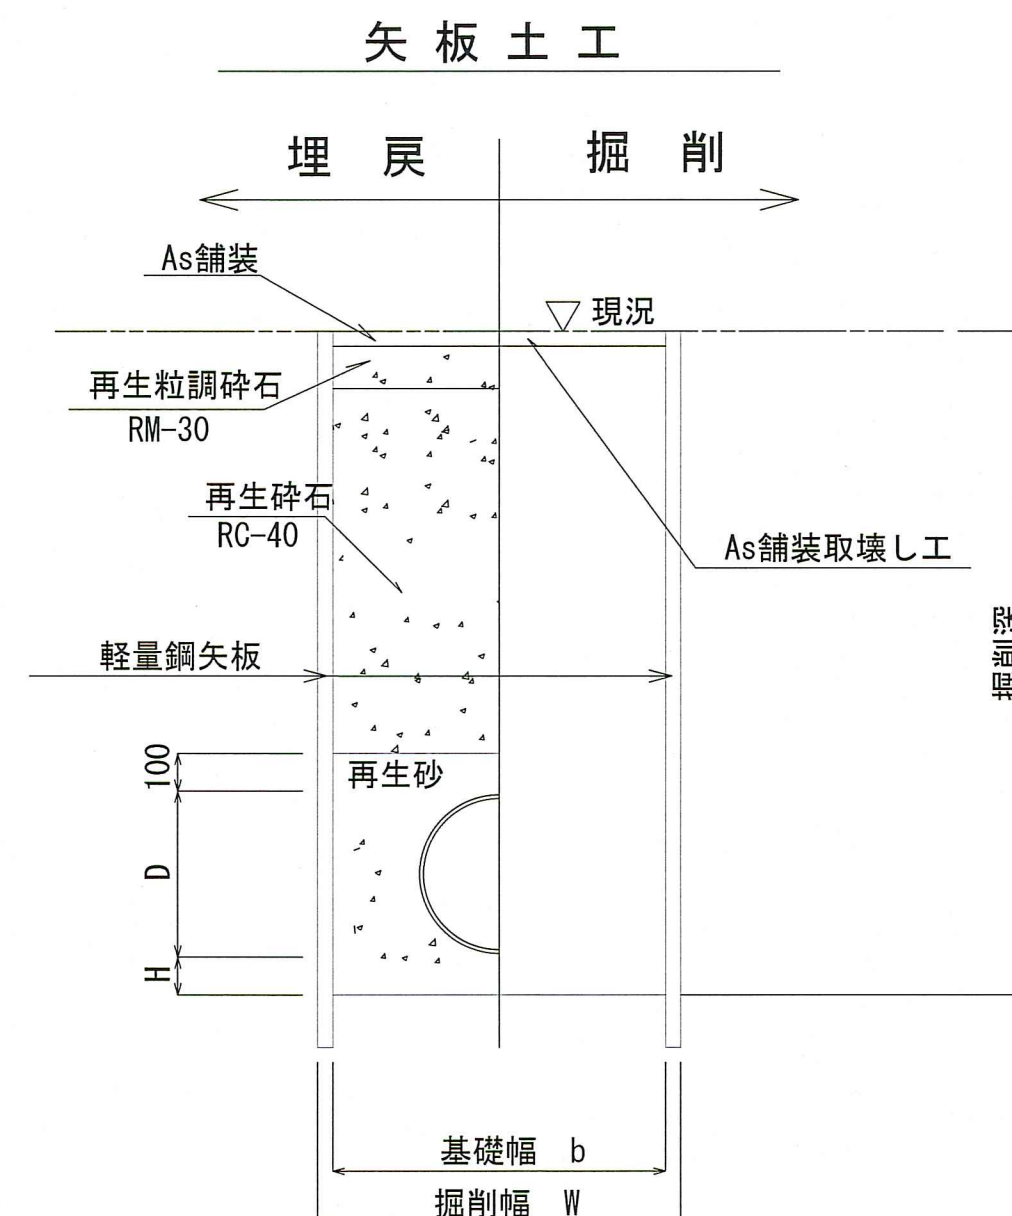 矢板土工
埋戻
掘削
As舗装
現況
再生粒調砕石
RM-30
再生砕石
RC-40
As舗装取壊し工
軽量鋼矢板
100
再生砂
D
H
基礎幅 b
掘削幅 W